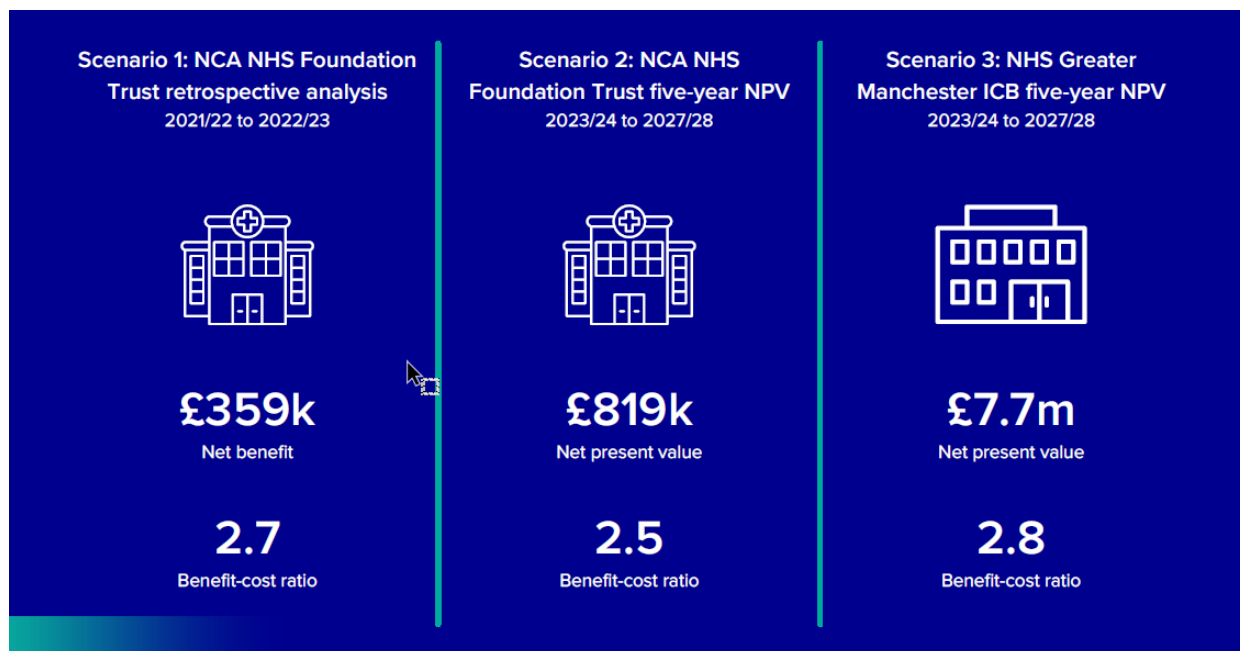 Scenario 1: NCA NHS Foundation
Trust retrospective analysis
2021/22 to 2022/23
£359k
Net benefit
2.7
Benefit-cost ratio
Scenario 2: NCA NHS
Foundation Trust five-year NPV
2023/24 to 2027/28
£819k
Net present value
2.5
Benefit-cost ratio
Scenario 3: NHS Greater
Manchester ICB five-year NPV
2023/24 to 2027/28
£7.7m
Net present value
2.8
Benefit-cost ratio